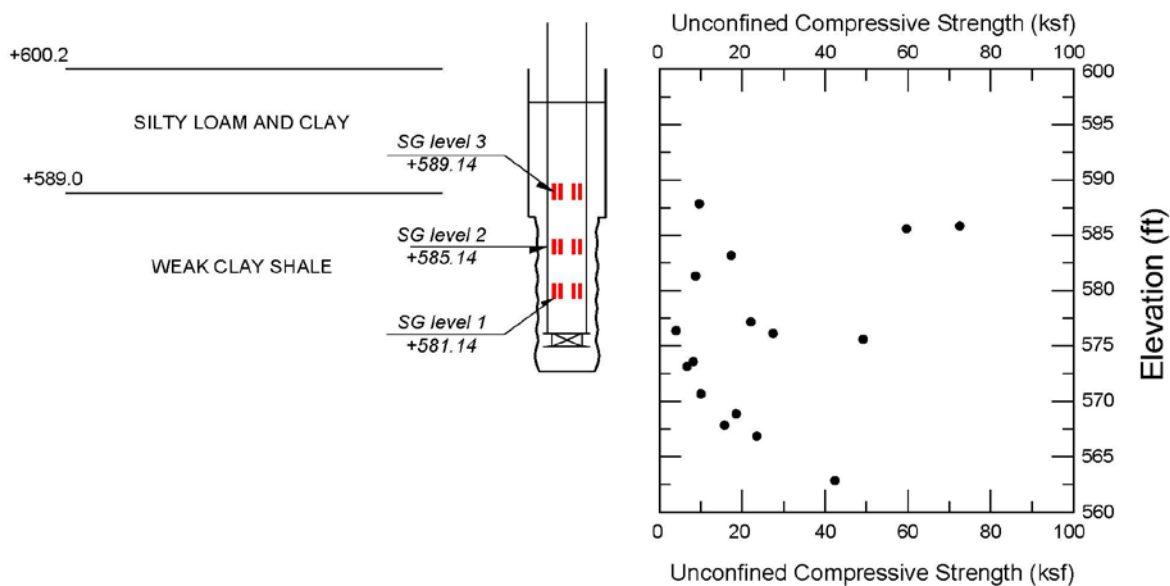 +600.2
SILTY LOAM AND CLAY
+589.0
WEAK CLAY SHALE
SG level 3
+589.14
SG level 2
+585.14
SG level 1
+581.14
Unconfined Compressive Strength (ksf)
0 20 40 60 80 100
600
595
590
585
580
575
570
565
560
Elevation (ft)
0 20 40 60 80 100
Unconfined Compressive Strength (ksf)